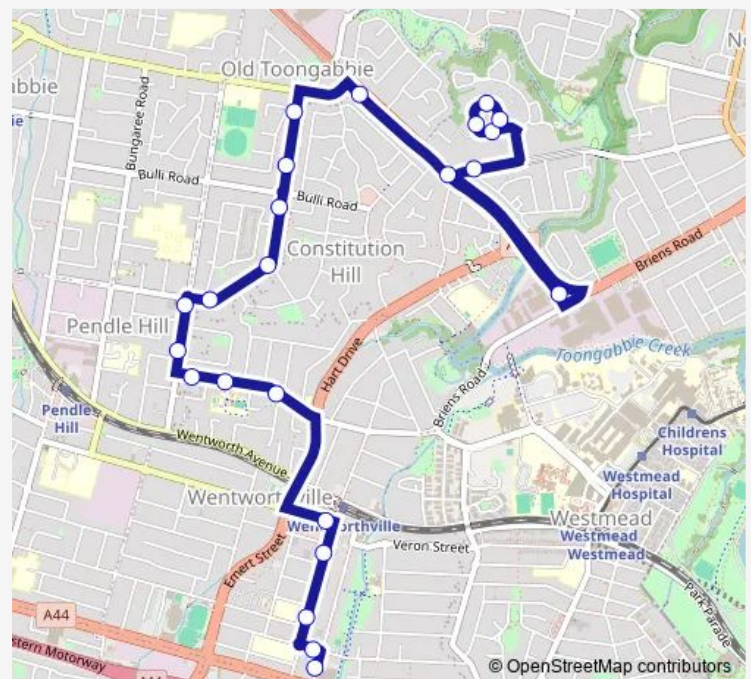 Old Toongabbie
abbie
Bungaree Road
Bulli Road
Bulli Road
Constitution
Hill
Briens Road
Pendle Hill
Hart Drive
Toongabbie Creek
Pendle
Hill
Briens Road
Childrens
Hospital
Wentworth Avenue
Westmead
Hospital
Wentworthville
Wentworthville
Westmead
Westmead
Westmead
Veron Street
Emert Street
A44
Park Parade
stern Motorway
© OpenStreetMap contributors